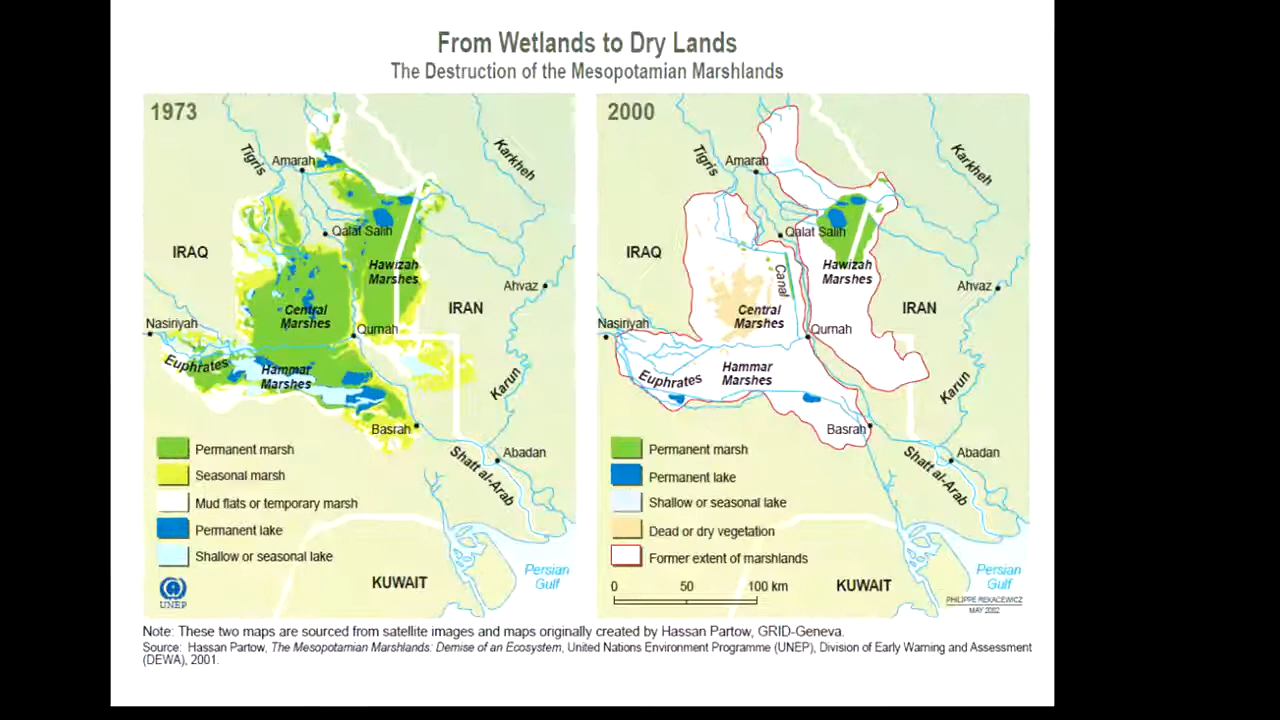 From Wetlands to Dry Lands
The Destruction of the Mesopotamian Marshlands
1973
Tigris
Amarah
Karkheh
Qalat Salih
IRAQ
Hawizah
Marshes
IRAN
Ahvaz
Central
Marshes
Nasiriyah
Qurnah
Euphrates
Hammar
Marshes
Karun
Basrah
Abadan
Shatt al-Arab
Permanent marsh
Seasonal marsh
Mud flats or temporary marsh
Permanent lake
Shallow or seasonal lake
Persian
Gulf
KUWAIT
UNEP
2000
Tigris
Amarah
Karkheh
Qalat Salih
IRAQ
Hawizah
Marshes
Canal
IRAN
Ahvaz
Central
Marshes
Nasiriyah
Qurnah
Euphrates
Hammar
Marshes
Karun
Basrah
Abadan
Shatt al-Arab
Permanent marsh
Permanent lake
Shallow or seasonal lake
Dead or dry vegetation
Former extent of marshlands
0 50 100 km
Persian
Gulf
KUWAIT
PHILIPPE REKACEWICZ
MAY 2002
Note: These two maps are sourced from satellite images and maps originally created by Hassan Partow, GRID-Geneva.
Source: Hassan Partow, The Mesopotamian Marshlands: Demise of an Ecosystem, United Nations Environment Programme (UNEP), Division of Early Warning and Assessment
(DEWA), 2001.